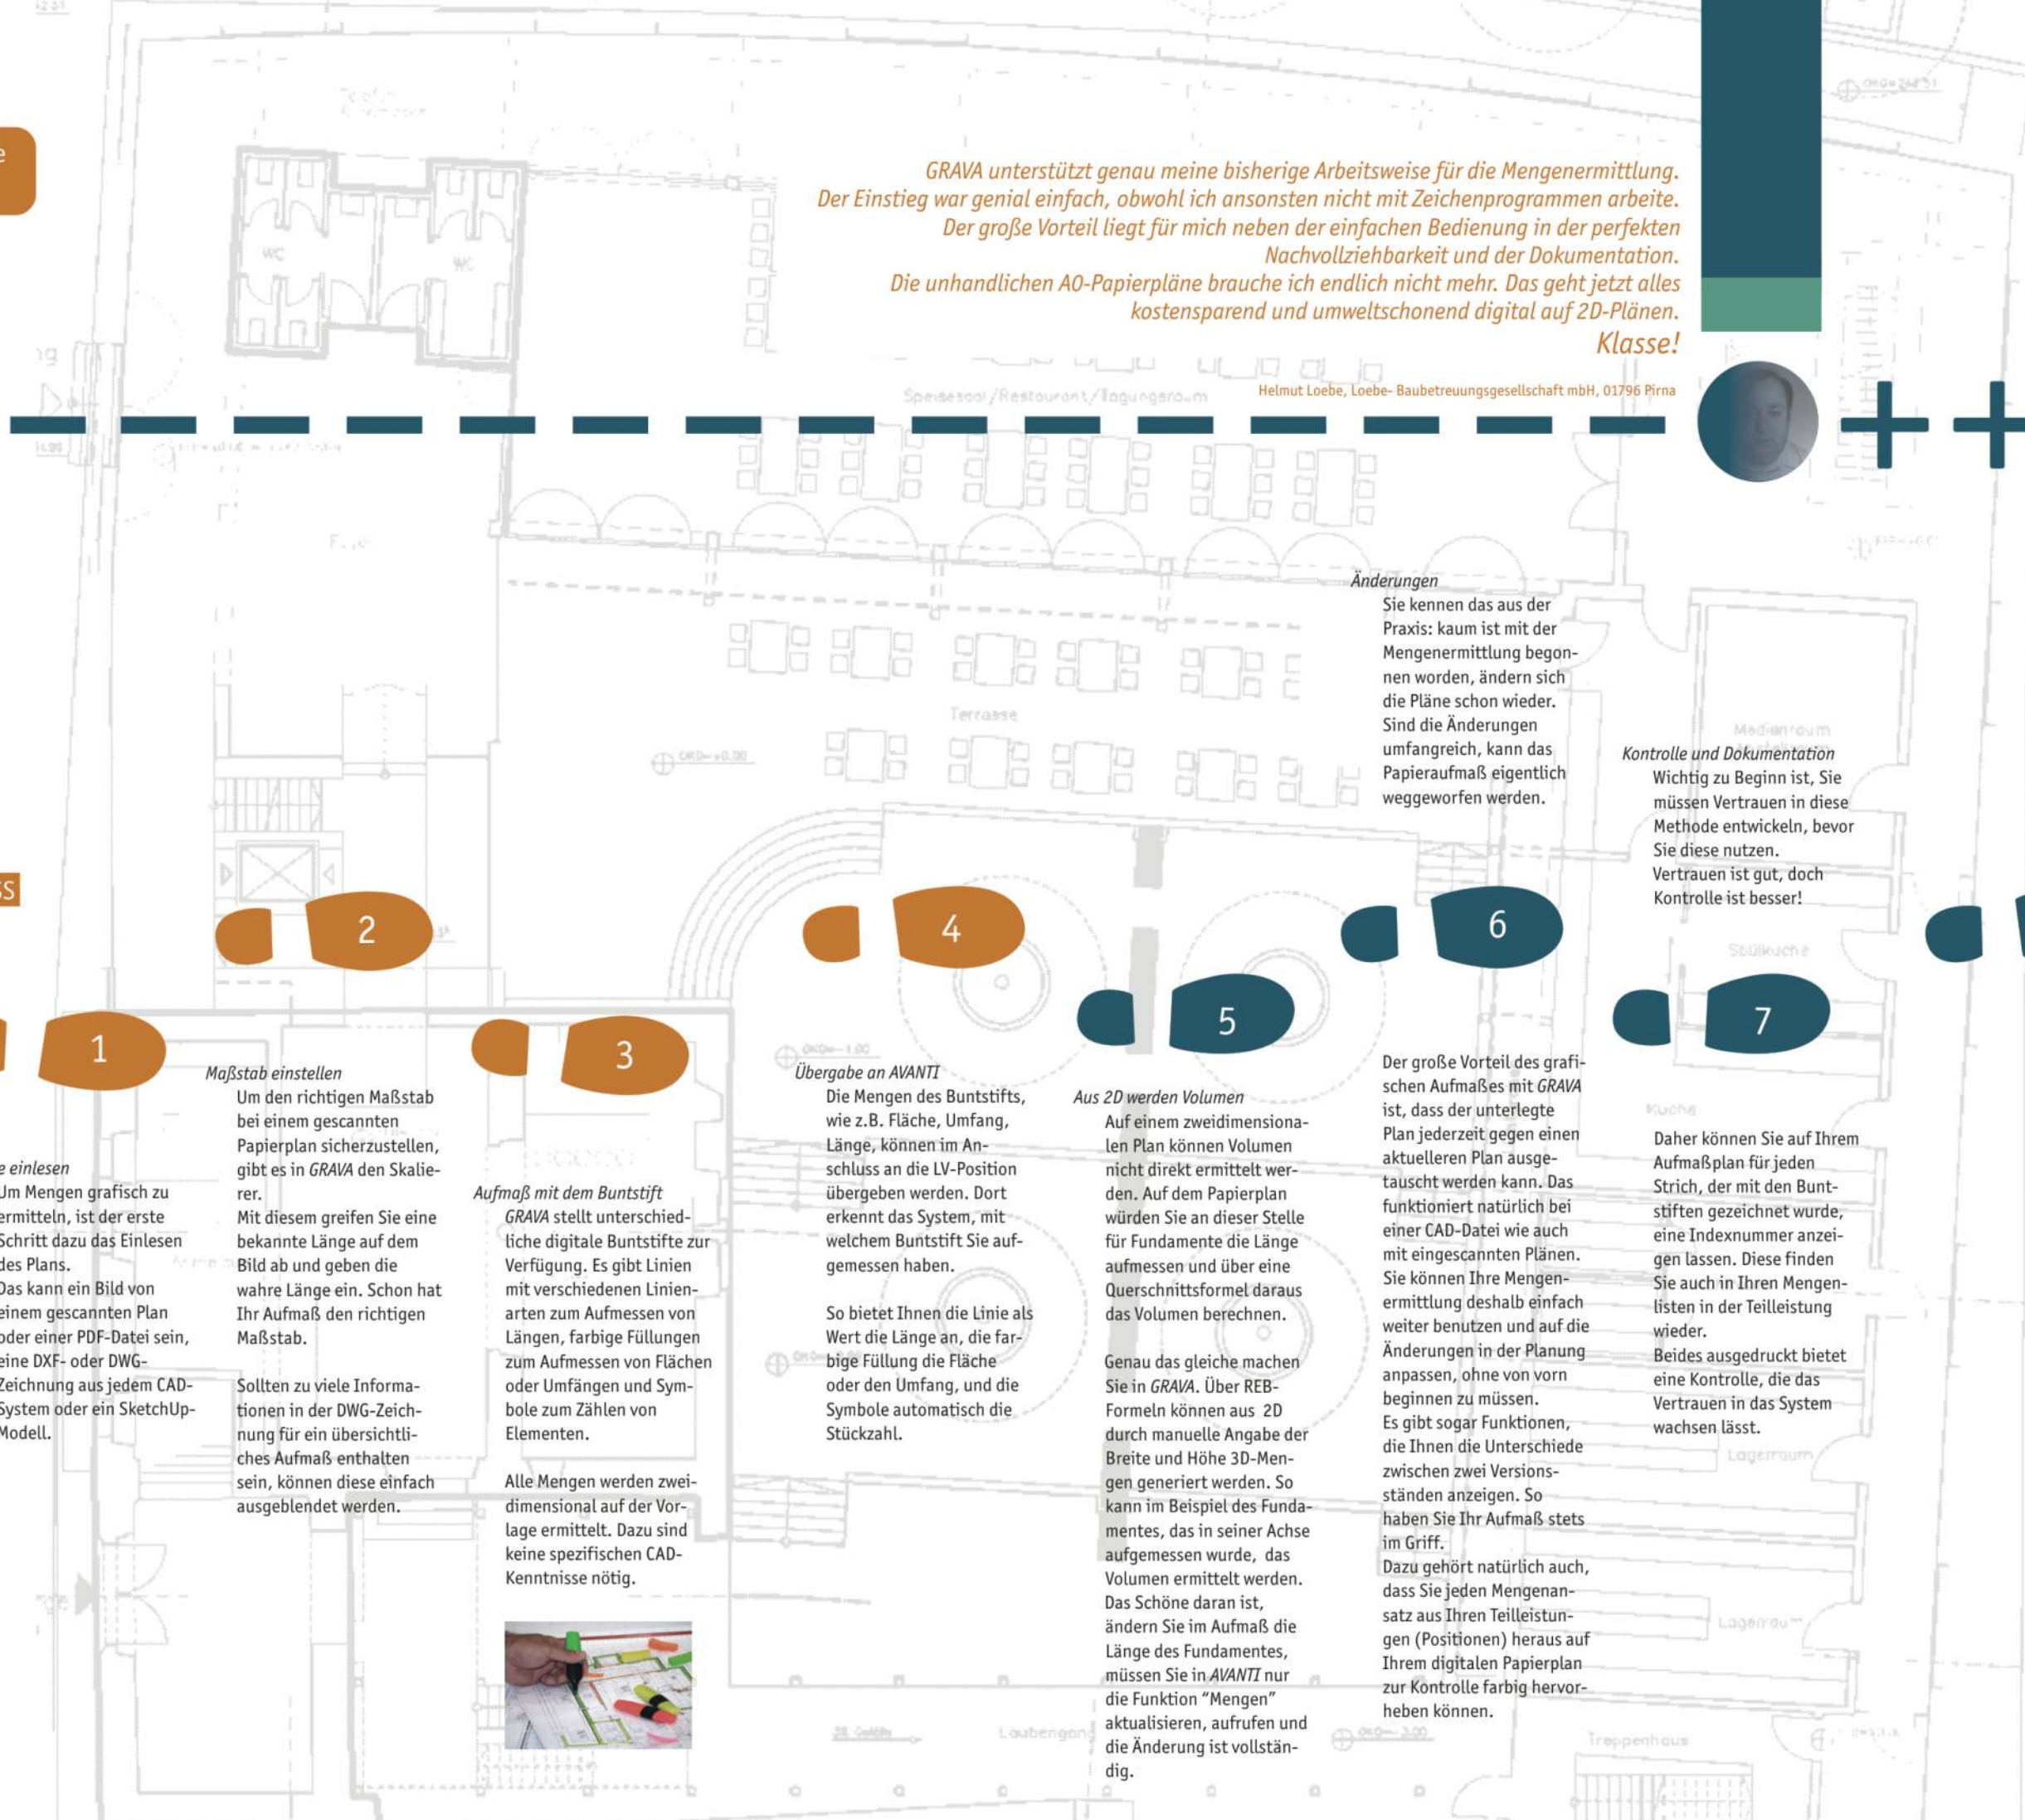 GRAVA unterstützt genau meine bisherige Arbeitsweise für die Mengenermittlung.
Der Einstieg war genial einfach, obwohl ich ansonsten nicht mit Zeichenprogrammen arbeite.
Der große Vorteil liegt für mich neben der einfachen Bedienung in der perfekten
Nachvollziehbarkeit und der Dokumentation.
Die unhandlichen A0-Papierpläne brauche ich endlich nicht mehr. Das geht jetzt alles
kostensparend und umweltschonend digital auf 2D-Plänen.
Klasse!
Helmut Loebe, Loebe- Baubetreuungsgesellschaft mbH, 01796 Pirna
WC
WC
Speisesaal/Restaurant/Tagungsraum
Terrasse
OKG= ±0.00
1
e einlesen
Um Mengen grafisch zu
ermitteln, ist der erste
Schritt dazu das Einlesen
des Plans.
Das kann ein Bild von
einem gescannten Plan
oder einer PDF-Datei sein,
eine DXF- oder DWG-
Zeichnung aus jedem CAD-
System oder ein SketchUp-
Modell.
2
Maßstab einstellen
Um den richtigen Maßstab
bei einem gescannten
Papierplan sicherzustellen,
gibt es in GRAVA den Skalie-
rer.
Mit diesem greifen Sie eine
bekannte Länge auf dem
Bild ab und geben die
wahre Länge ein. Schon hat
Ihr Aufmaß den richtigen
Maßstab.
Sollten zu viele Informa-
tionen in der DWG-Zeich-
nung für ein übersichtli-
ches Aufmaß enthalten
sein, können diese einfach
ausgeblendet werden.
3
Aufmaß mit dem Buntstift
GRAVA stellt unterschied-
liche digitale Buntstifte zur
Verfügung. Es gibt Linien
mit verschiedenen Linien-
arten zum Aufmessen von
Längen, farbige Füllungen
zum Aufmessen von Flächen
oder Umfängen und Sym-
bole zum Zählen von
Elementen.
Alle Mengen werden zwei-
dimensional auf der Vor-
lage ermittelt. Dazu sind
keine spezifischen CAD-
Kenntnisse nötig.
4
Übergabe an AVANTI
Die Mengen des Buntstifts,
wie z.B. Fläche, Umfang,
Länge, können im An-
schluss an die LV-Position
übergeben werden. Dort
erkennt das System, mit
welchem Buntstift Sie auf-
gemessen haben.
So bietet Ihnen die Linie als
Wert die Länge an, die far-
bige Füllung die Fläche
oder den Umfang, und die
Symbole automatisch die
Stückzahl.
5
Aus 2D werden Volumen
Auf einem zweidimensiona-
len Plan können Volumen
nicht direkt ermittelt wer-
den. Auf dem Papierplan
würden Sie an dieser Stelle
für Fundamente die Länge
aufmessen und über eine
Querschnittsformel daraus
das Volumen berechnen.
Genau das gleiche machen
Sie in GRAVA. Über REB-
Formeln können aus 2D
durch manuelle Angabe der
Breite und Höhe 3D-Men-
gen generiert werden. So
kann im Beispiel des Funda-
mentes, das in seiner Achse
aufgemessen wurde, das
Volumen ermittelt werden.
Das Schöne daran ist,
ändern Sie im Aufmaß die
Länge des Fundamentes,
müssen Sie in AVANTI nur
die Funktion “Mengen”
aktualisieren, aufrufen und
die Änderung ist vollstän-
dig.
Änderungen
Sie kennen das aus der
Praxis: kaum ist mit der
Mengenermittlung begon-
nen worden, ändern sich
die Pläne schon wieder.
Sind die Änderungen
umfangreich, kann das
Papieraufmaß eigentlich
weggeworfen werden.
6
Der große Vorteil des grafi-
schen Aufmaßes mit GRAVA
ist, dass der unterlegte
Plan jederzeit gegen einen
aktuelleren Plan ausge-
tauscht werden kann. Das
funktioniert natürlich bei
einer CAD-Datei wie auch
mit eingescannten Plänen.
Sie können Ihre Mengen-
ermittlung deshalb einfach
weiter benutzen und auf die
Änderungen in der Planung
anpassen, ohne von vorn
beginnen zu müssen.
Es gibt sogar Funktionen,
die Ihnen die Unterschiede
zwischen zwei Versions-
ständen anzeigen. So
haben Sie Ihr Aufmaß stets
im Griff.
Dazu gehört natürlich auch,
dass Sie jeden Mengenan-
satz aus Ihren Teilleistun-
gen (Positionen) heraus auf
Ihrem digitalen Papierplan
zur Kontrolle farbig hervor-
heben können.
Medienraum
Kontrolle und Dokumentation
Wichtig zu Beginn ist, Sie
müssen Vertrauen in diese
Methode entwickeln, bevor
Sie diese nutzen.
Vertrauen ist gut, doch
Kontrolle ist besser!
Spülküche
7
Küche
Daher können Sie auf Ihrem
Aufmaßplan für jeden
Strich, der mit den Bunt-
stiften gezeichnet wurde,
eine Indexnummer anzei-
gen lassen. Diese finden
Sie auch in Ihren Mengen-
listen in der Teilleistung
wieder.
Beides ausgedruckt bietet
eine Kontrolle, die das
Vertrauen in das System
wachsen lässt.
Lagerraum
Lagerraum
Laubengang
Treppenhaus